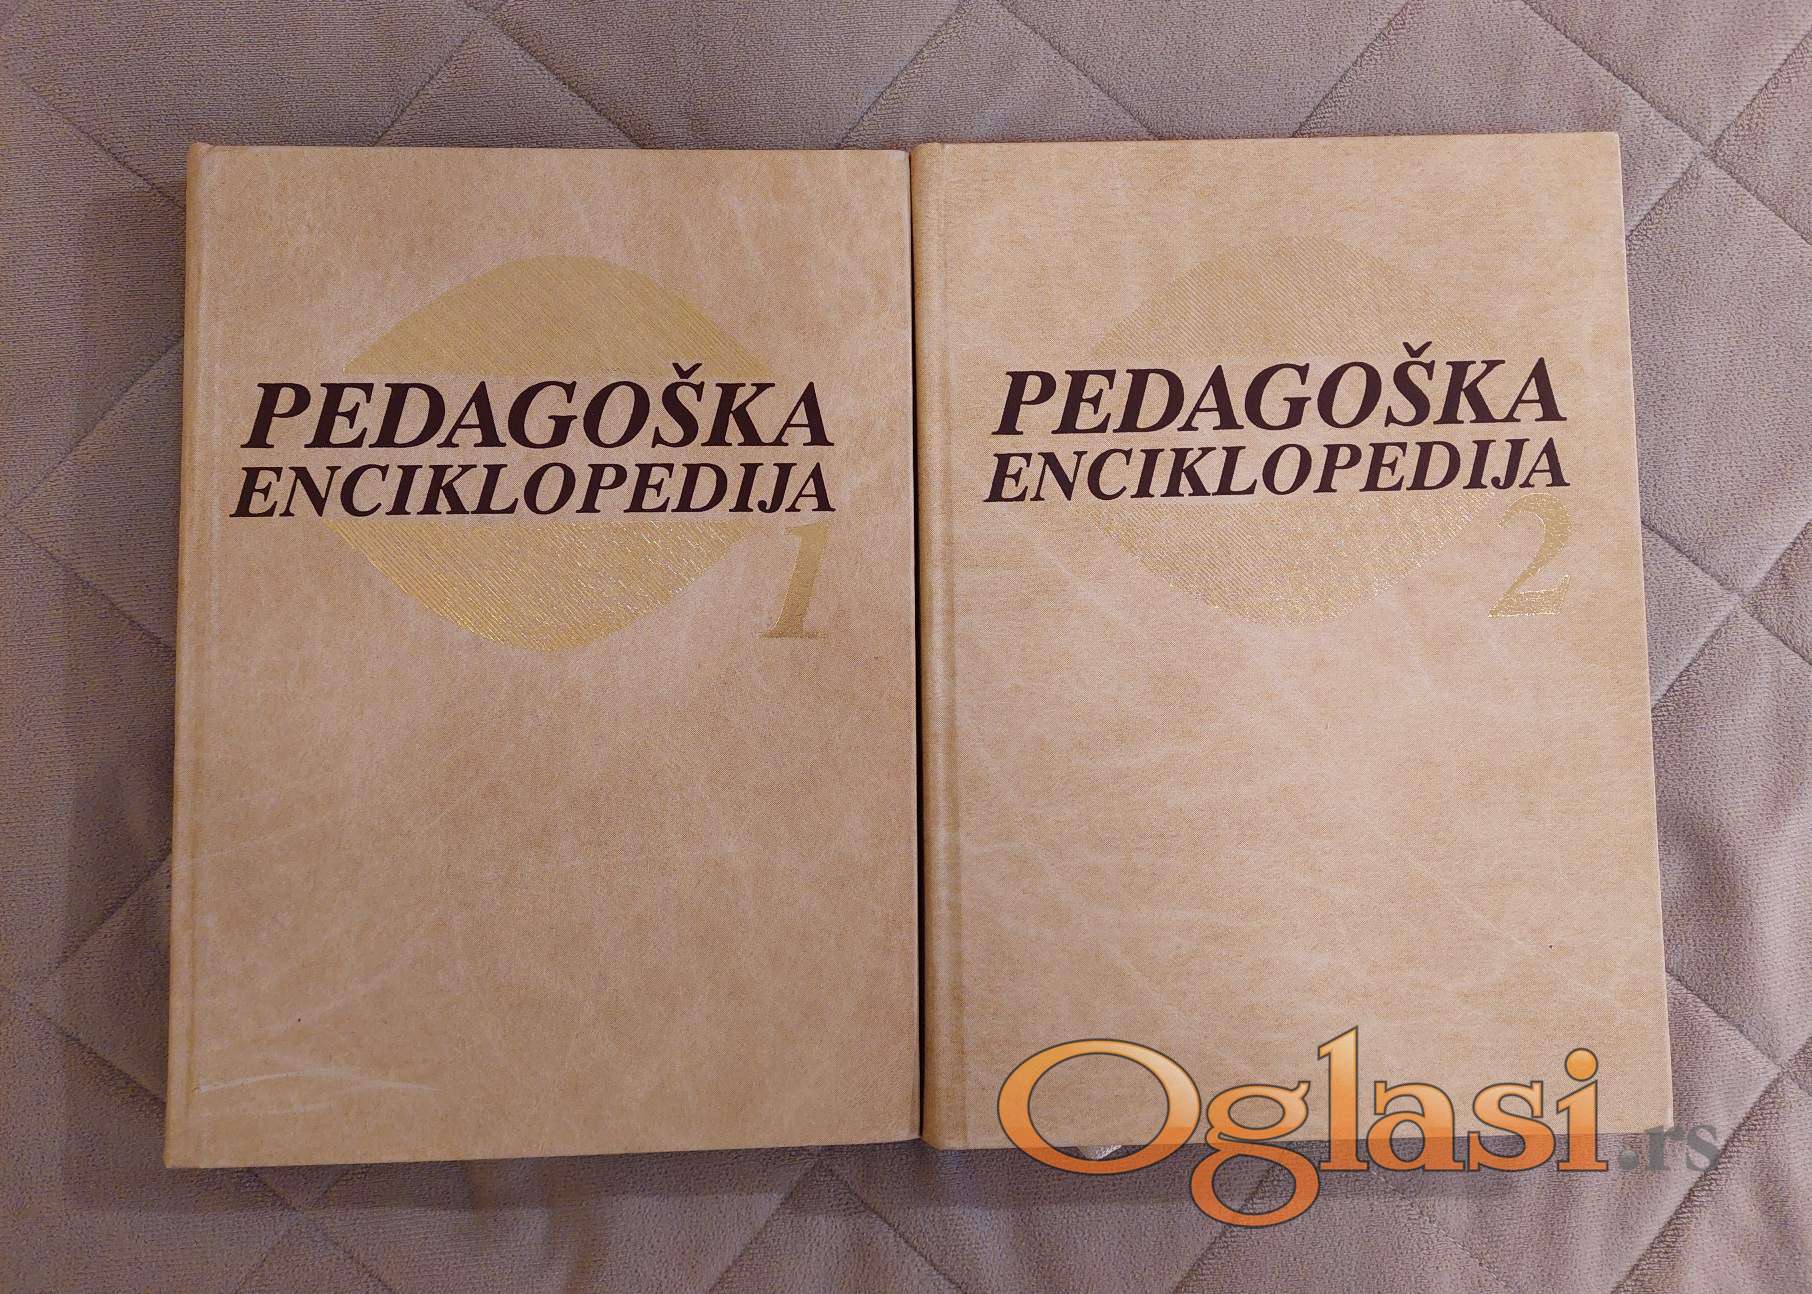 PEDAGOŠKA
ENCIKLOPEDIJA
1
PEDAGOŠKA
ENCIKLOPEDIJA
2
Oglasi.rs